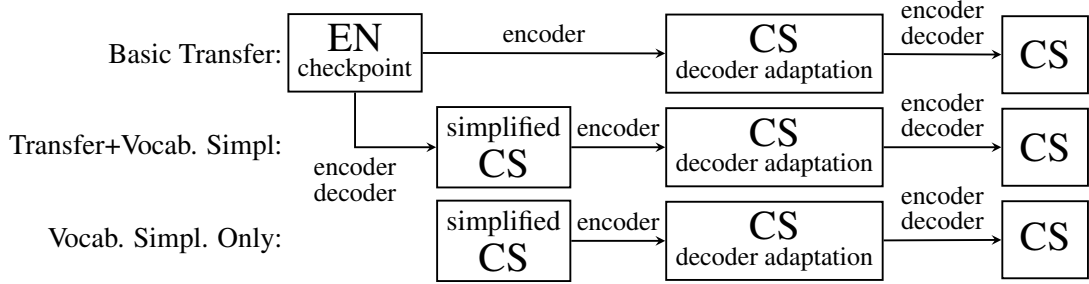 Basic Transfer:
EN
checkpoint
encoder
CS
decoder adaptation
encoder
decoder
CS
Transfer+Vocab. Simpl:
encoder
decoder
simplified
CS
encoder
CS
decoder adaptation
encoder
decoder
CS
Vocab. Simpl. Only:
simplified
CS
encoder
CS
decoder adaptation
encoder
decoder
CS